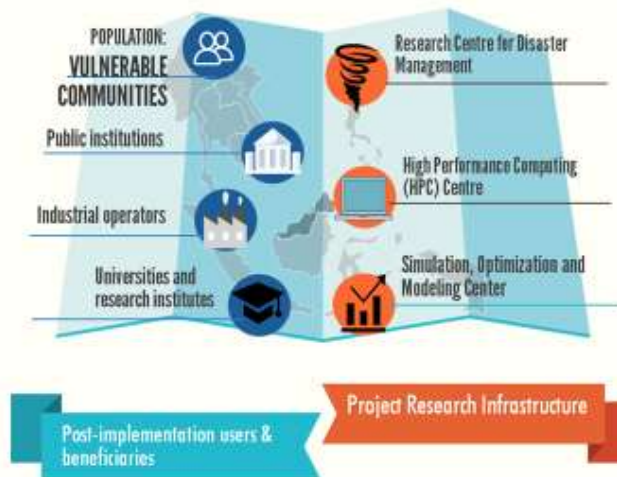 POPULATION:
VULNERABLE
COMMUNITIES
Public institutions
Industrial operators
Universities and
research institutes
Research Centre for Disaster
Management
High Performance Computing
(HPC) Centre
Simulation, Optimization and
Modeling Center
Post-implementation users &
beneficiaries
Project Research Infrastructure